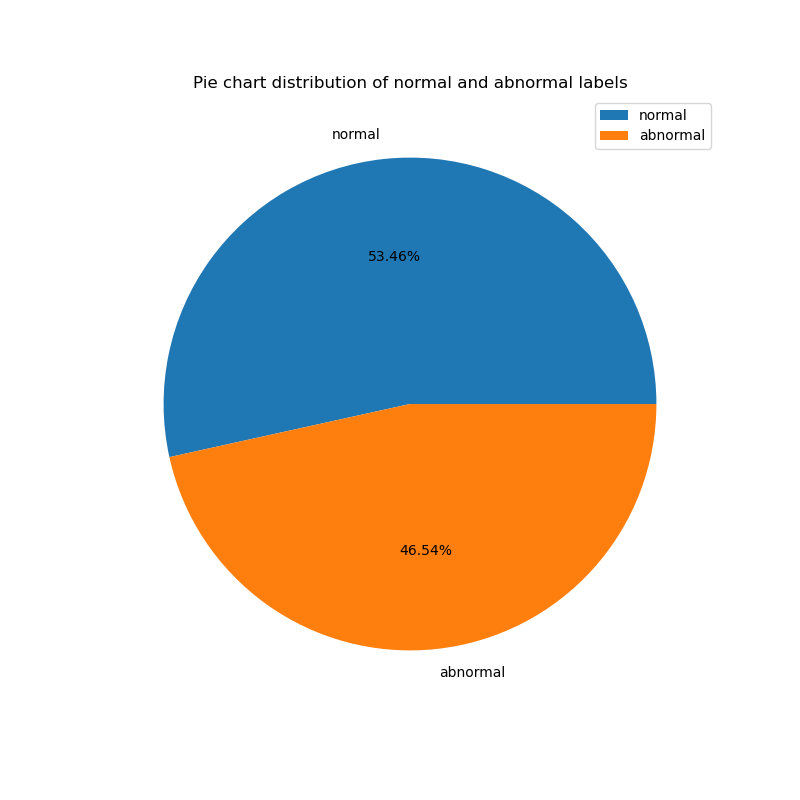 Pie chart distribution of normal and abnormal labels
normal
abnormal
normal
53.46%
46.54%
abnormal